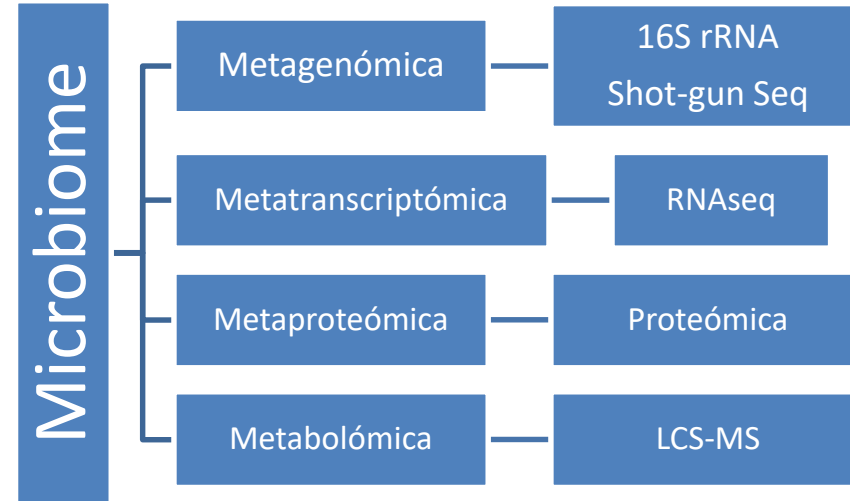 Microbiome
Metagenómica
16S rRNA
Shot-gun Seq
Metatranscriptómica
RNAseq
Metaproteómica
Proteómica
Metabolómica
LCS-MS